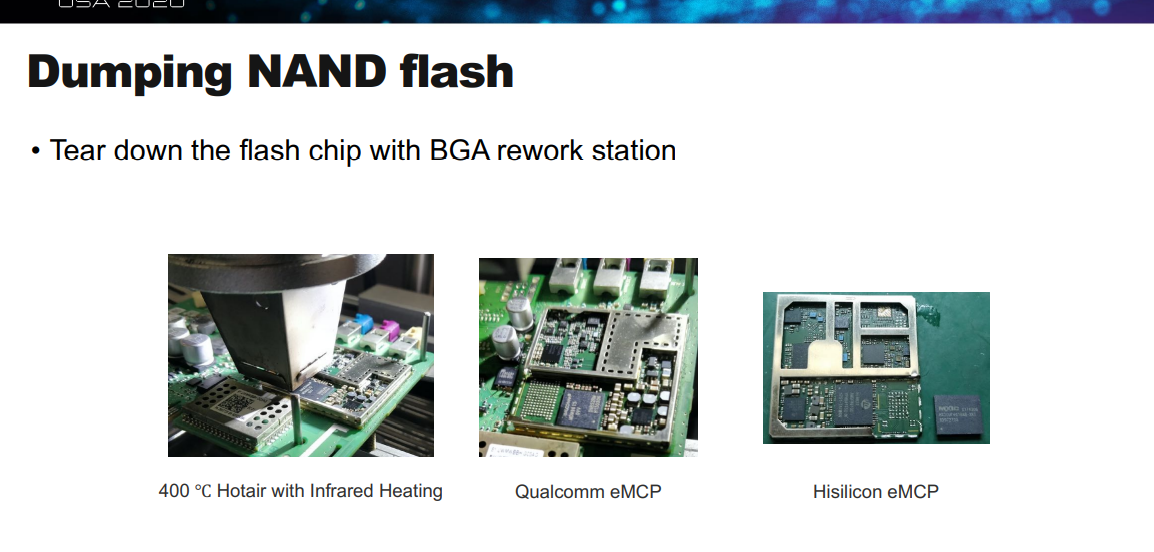 USA 2020
Dumping NAND flash
• Tear down the flash chip with BGA rework station
400 ℃ Hotair with Infrared Heating
Qualcomm eMCP
Hisilicon eMCP